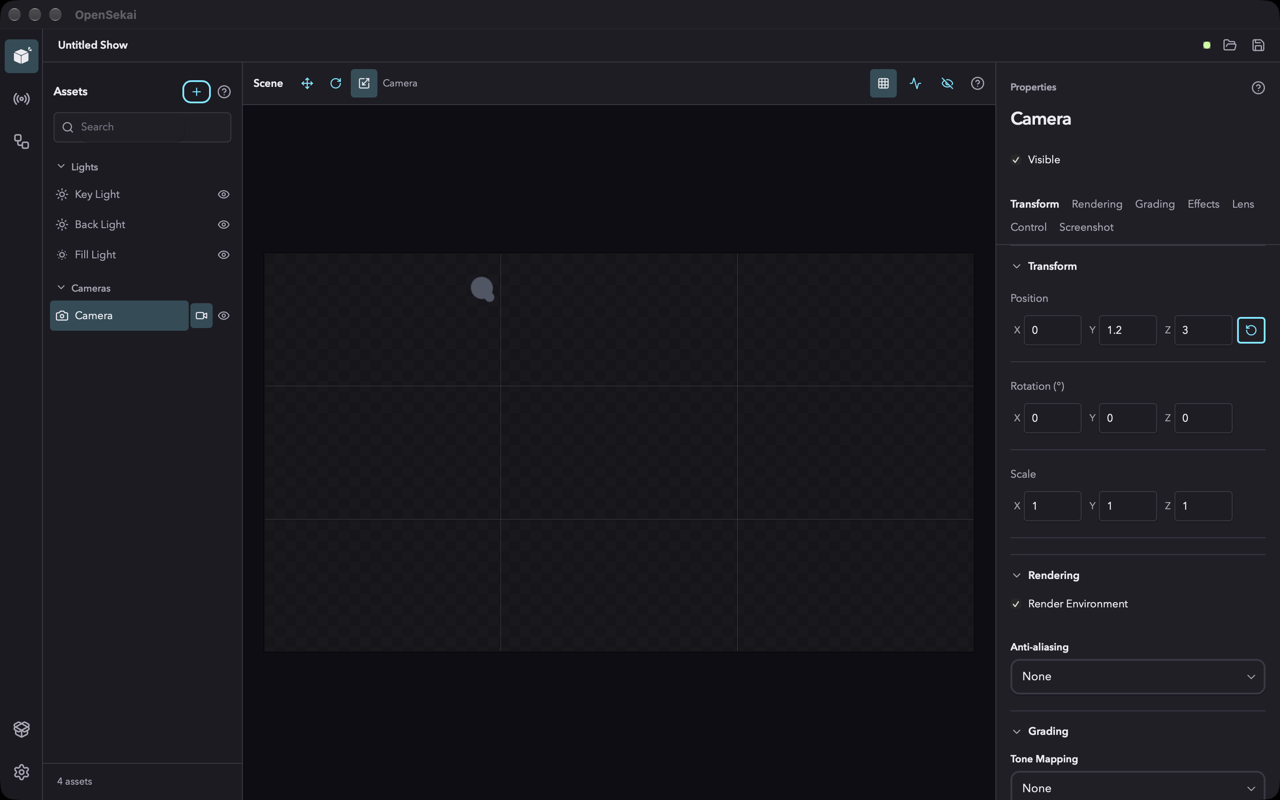 OpenSekai
Untitled Show
Assets
Search
Lights
Key Light
Back Light
Fill Light
Cameras
Camera
4 assets
Scene
Camera
Properties
Camera
Visible
Transform Rendering Grading Effects Lens
Control Screenshot
Transform
Position
X 0 Y 1.2 Z 3
Rotation (°)
X 0 Y 0 Z 0
Scale
X 1 Y 1 Z 1
Rendering
Render Environment
Anti-aliasing
None
Grading
Tone Mapping
None